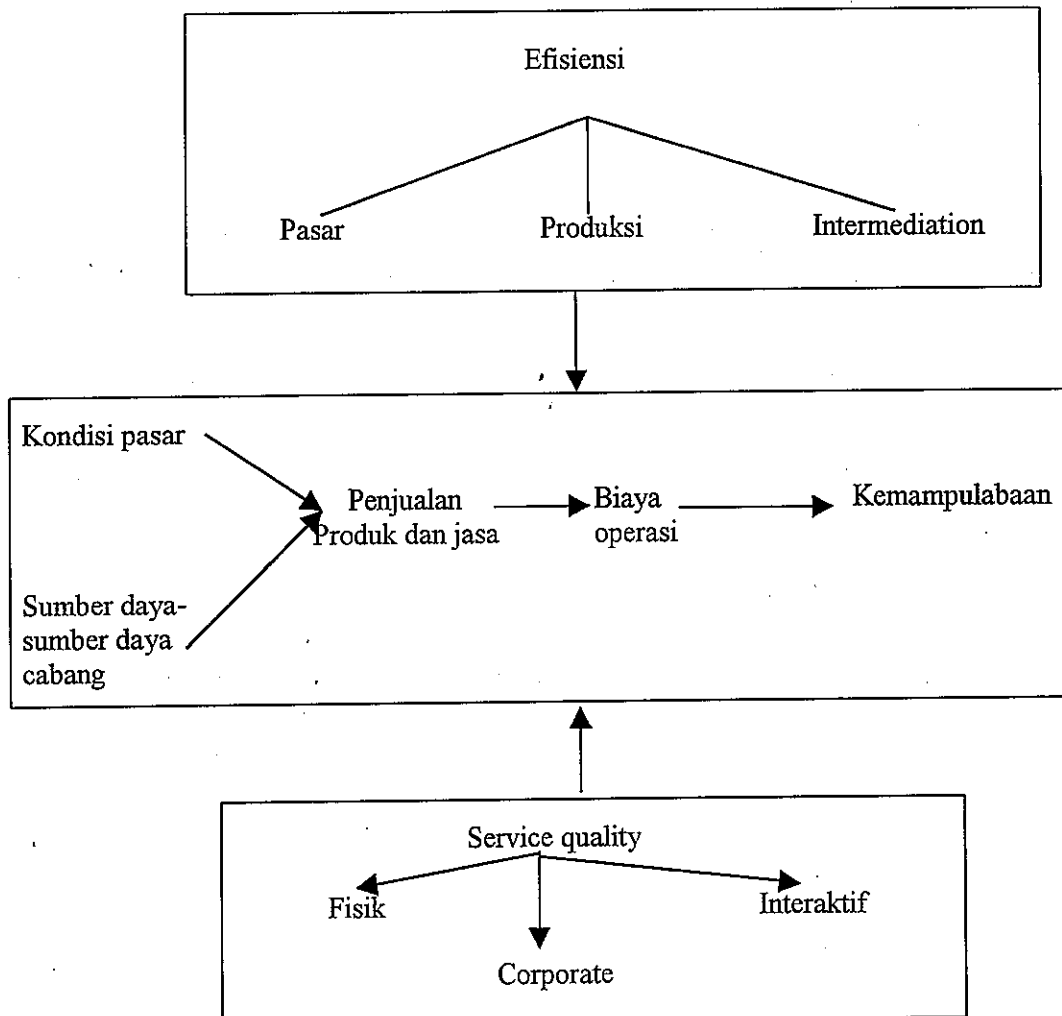 Efisiensi
Pasar
Produksi
Intermediation
Kondisi pasar
Penjualan
Produk dan jasa
Biaya
operasi
Kemampulabaan
Sumber daya-
sumber daya
cabang
Service quality
Fisik
Interaktif
Corporate